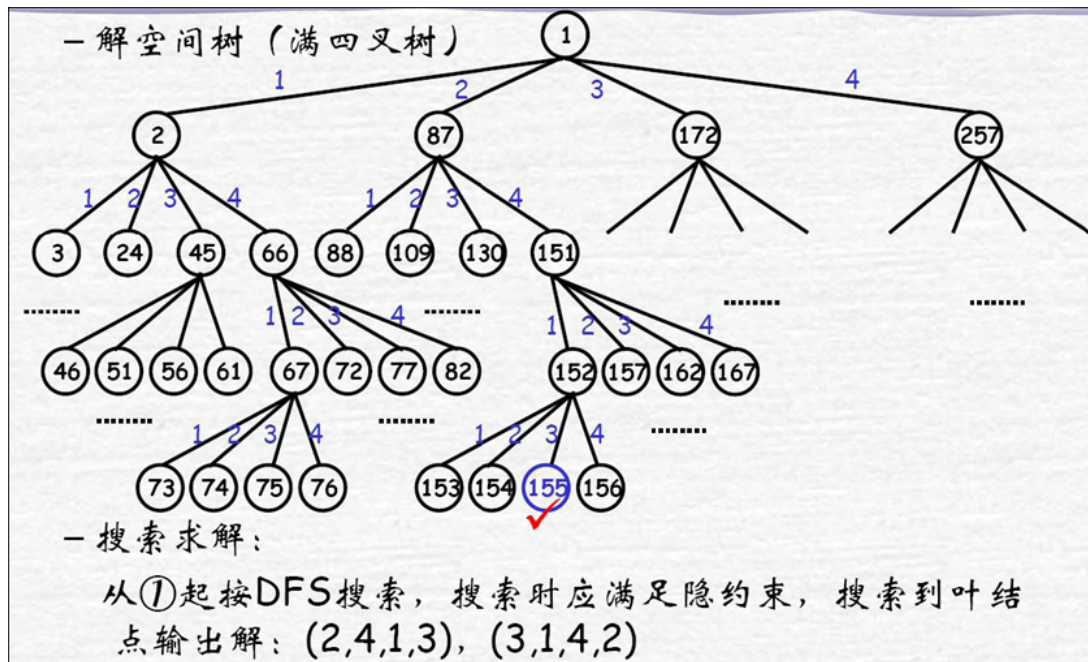 -解空间树（满四叉树）
1
1 2 3 4
2 87 172 257
1 2 3 4 1 2 3 4
3 24 45 66 88 109 130 151
........ ........ ........ ........
1 2 3 4 1 2 3 4
46 51 56 61 67 72 77 82 152 157 162 167
........ ........ ........
1 2 3 4 1 2 3 4
73 74 75 76 153 154 155 156
-搜索求解：
从①起按DFS搜索，搜索时应满足隐约束，搜索到叶结
点输出解：(2,4,1,3)，(3,1,4,2)